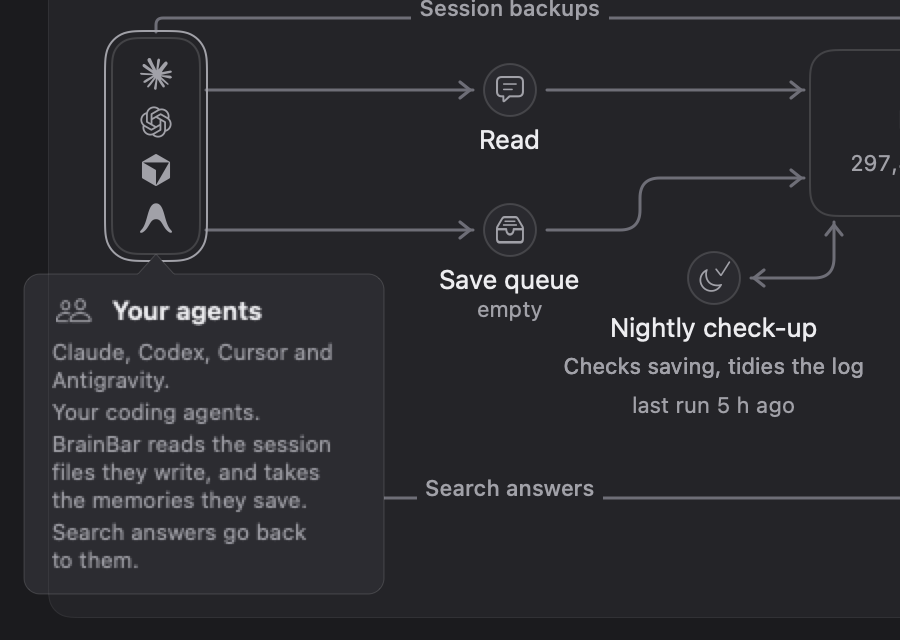 Session backups
Read
297,
Save queue
empty
Nightly check-up
Checks saving, tidies the log
last run 5 h ago
Your agents
Claude, Codex, Cursor and
Antigravity.
Your coding agents.
BrainBar reads the session
files they write, and takes
the memories they save.
Search answers go back
to them.
Search answers